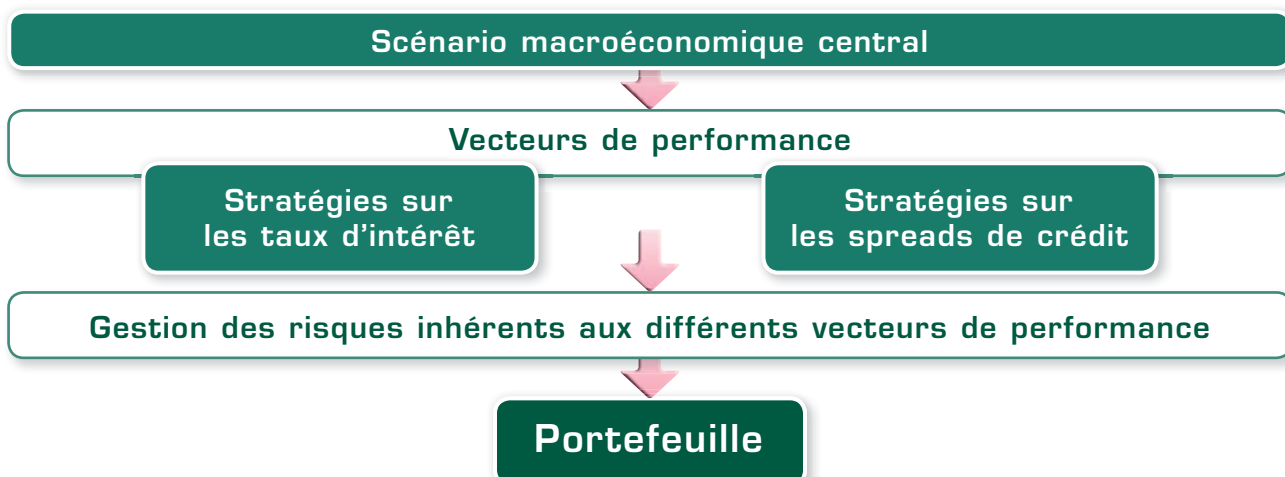 Scénario macroéconomique central
Vecteurs de performance
Stratégies sur
les taux d’intérêt
Stratégies sur
les spreads de crédit
Gestion des risques inhérents aux différents vecteurs de performance
Portefeuille